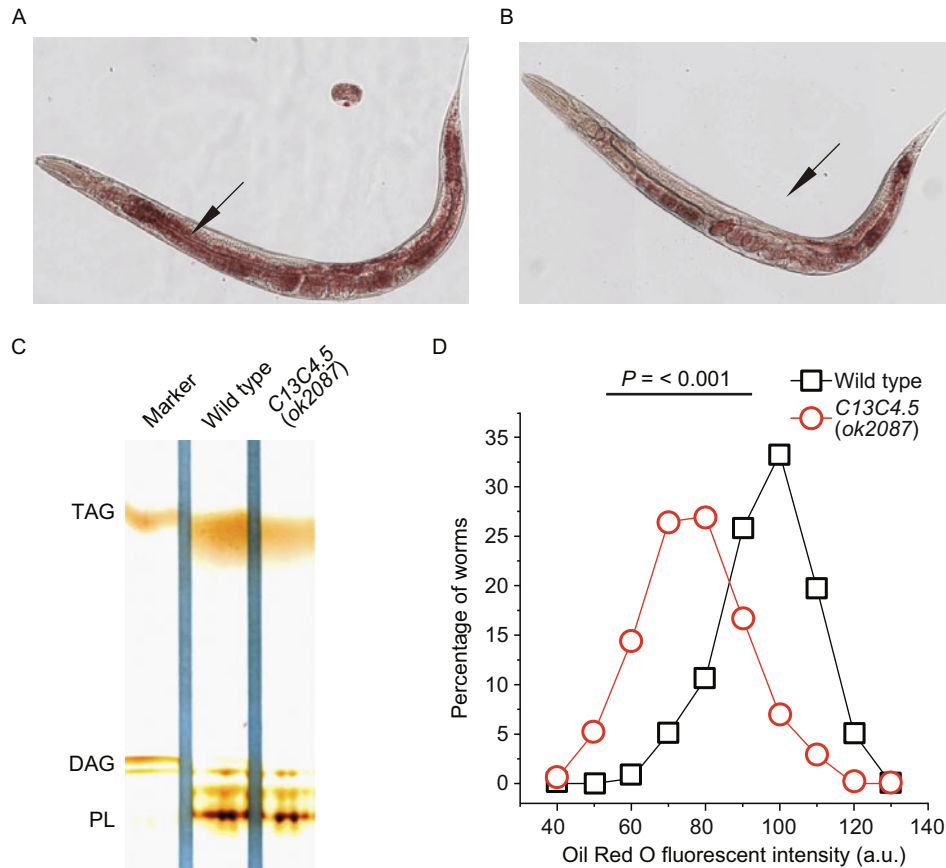 A
B
C
Marker
Wild type
C13C4.5
(ok2087)
TAG
DAG
PL
D
P = < 0.001
Wild type
C13C4.5
(ok2087)
35
30
25
20
15
10
5
0
Percentage of worms
40
60
80
100
120
140
Oil Red O fluorescent intensity (a.u.)